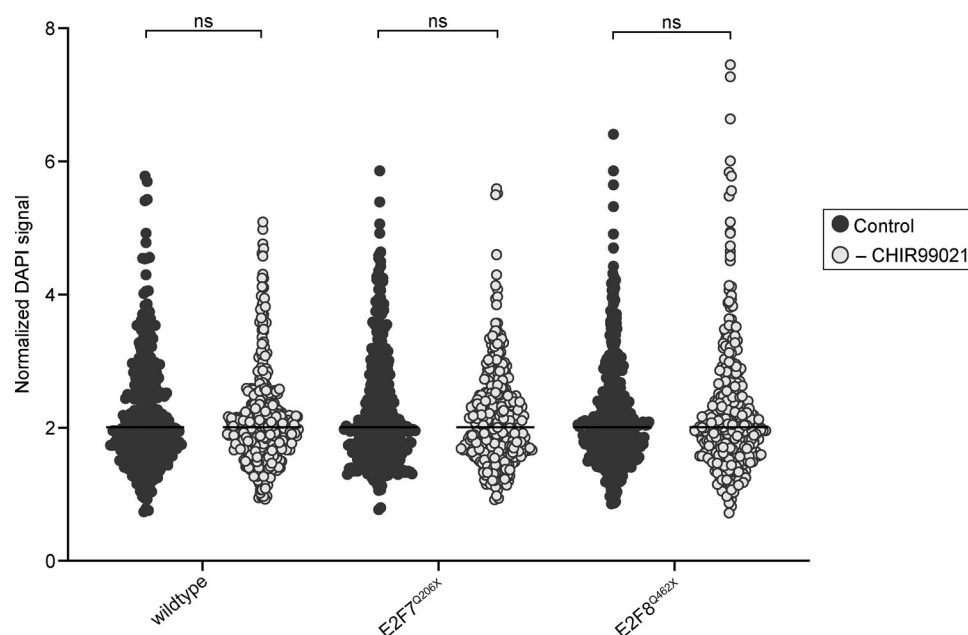 ns ns ns
8
6
4
2
0
Normalized DAPI signal
Control
– CHIR99021
wildtype
E2F7Q206X
E2F8Q462X